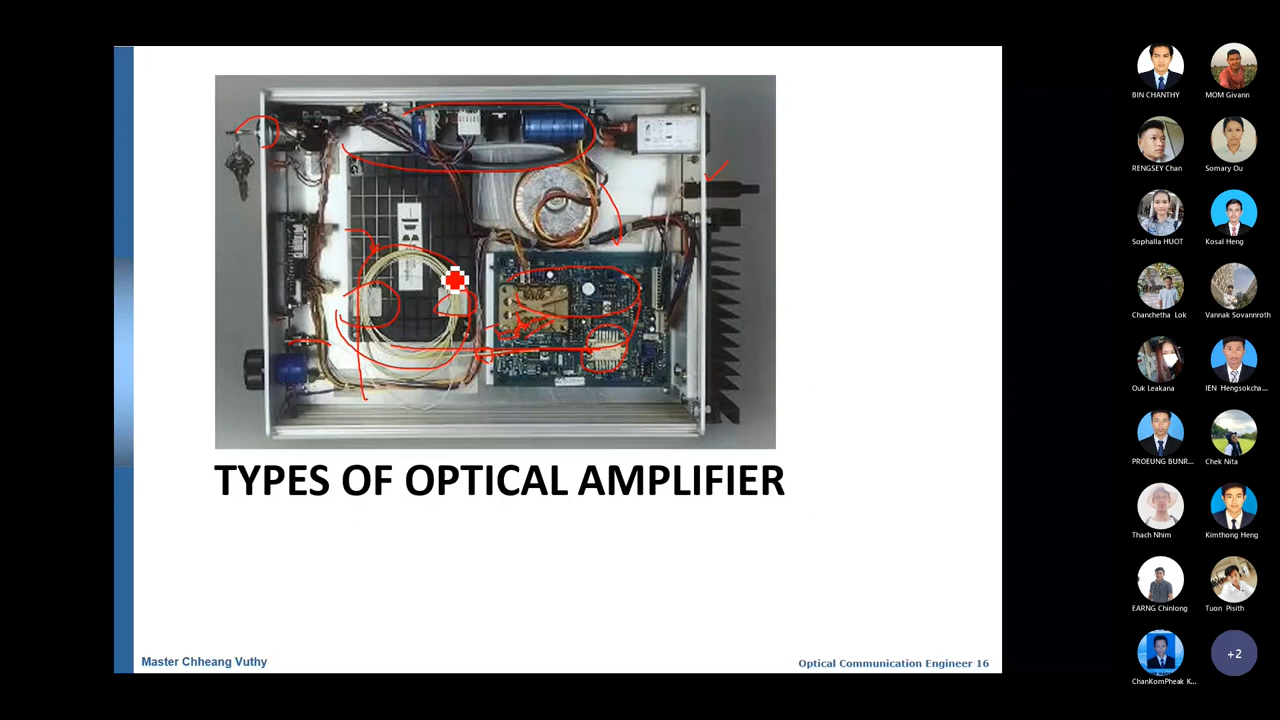 TYPES OF OPTICAL AMPLIFIER
Master Chheang Vuthy
Optical Communication Engineer 16
BIN CHANTHY
MOM Givann
RENGSEY Chan
Somary Ou
Sophalla HUOT
Kosal Heng
Chanchetha Lok
Vannak Sovannroth
Ouk Leakana
IEN Hengsokcha...
PROEUNG BUNR...
Chek Nita
Thach Nhim
Kimthong Heng
EARNG Chinlong
Tuon Pisith
ChanKomPheak K...
+2